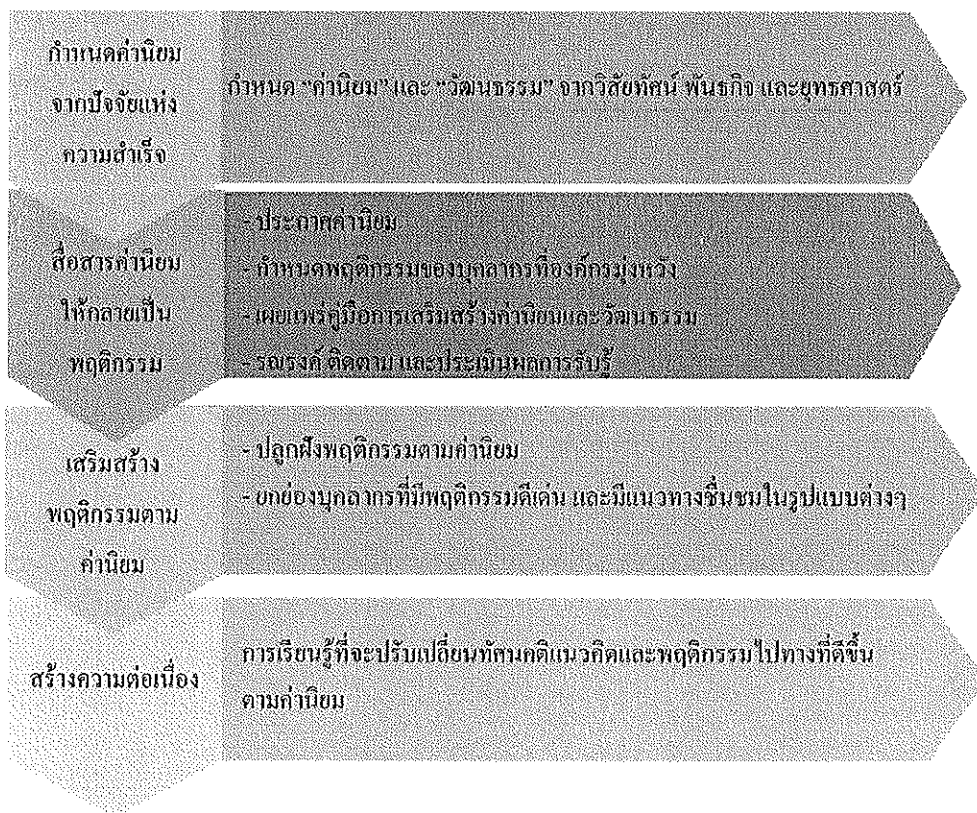 กำหนดค่านิยม
จากปัจจัยแห่ง
ความสำเร็จ
กำหนด “ค่านิยม” และ “วัฒนธรรม” จากวิสัยทัศน์ พันธกิจ และยุทธศาสตร์
สื่อสารค่านิยม
ให้กลายเป็น
พฤติกรรม
- ประกาศค่านิยม
- กำหนดพฤติกรรมของบุคลากรที่องค์กรมุ่งหวัง
- เผยแพร่คู่มือการเสริมสร้างค่านิยมและวัฒนธรรม
- รณรงค์ ติดตาม และประเมินผลการรับรู้
เสริมสร้าง
พฤติกรรมตาม
ค่านิยม
- ปลูกฝังพฤติกรรมตามค่านิยม
- ยกย่องบุคลากรที่มีพฤติกรรมดีเด่น และมีแนวทางชื่นชมในรูปแบบต่างๆ
สร้างความต่อเนื่อง
การเรียนรู้ที่จะปรับเปลี่ยนทัศนคติแนวคิดและพฤติกรรมไปทางที่ดีขึ้น
ตามค่านิยม